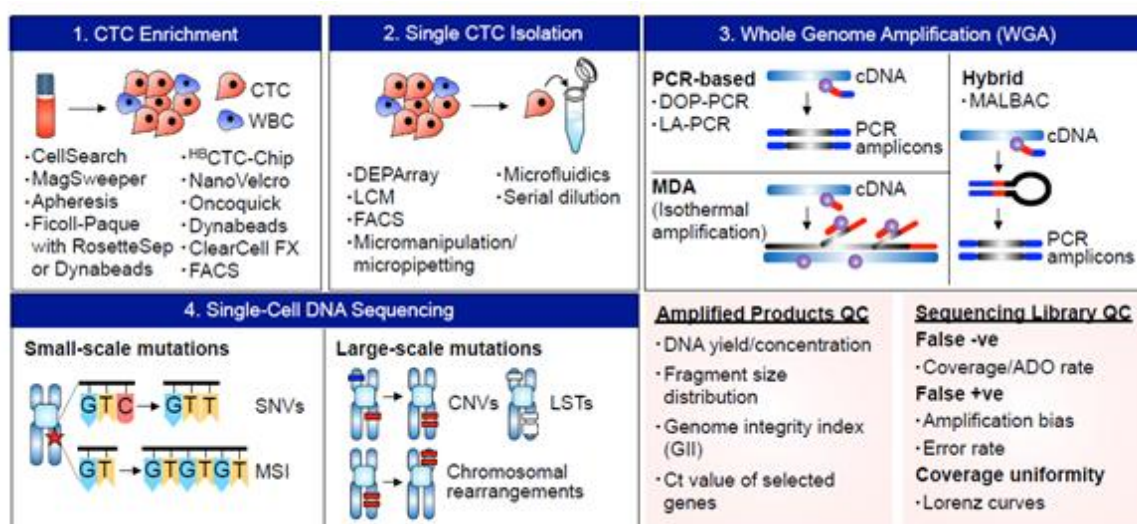 1. CTC Enrichment
CTC
WBC
·CellSearch
·MagSweeper
·Apheresis
·Ficoll-Paque
with RosetteSep
or Dynabeads
·HBCTC-Chip
·NanoVelcro
·Oncoquick
·Dynabeads
·ClearCell FX
·FACS
2. Single CTC Isolation
·DEPArray
·LCM
·FACS
·Micromanipulation/
micropipetting
·Microfluidics
·Serial dilution
3. Whole Genome Amplification (WGA)
PCR-based
·DOP-PCR
·LA-PCR
cDNA
PCR
amplicons
MDA
(Isothermal
amplification)
cDNA
Hybrid
·MALBAC
cDNA
PCR
amplicons
4. Single-Cell DNA Sequencing
Small-scale mutations
G T C
G T T
SNVs
G T
G T G T G T
MSI
Large-scale mutations
CNVs
LSTs
Chromosomal
rearrangements
Amplified Products QC
·DNA yield/concentration
·Fragment size
distribution
·Genome integrity index
(GII)
·Ct value of selected
genes
Sequencing Library QC
False -ve
·Coverage/ADO rate
False +ve
·Amplification bias
·Error rate
Coverage uniformity
·Lorenz curves